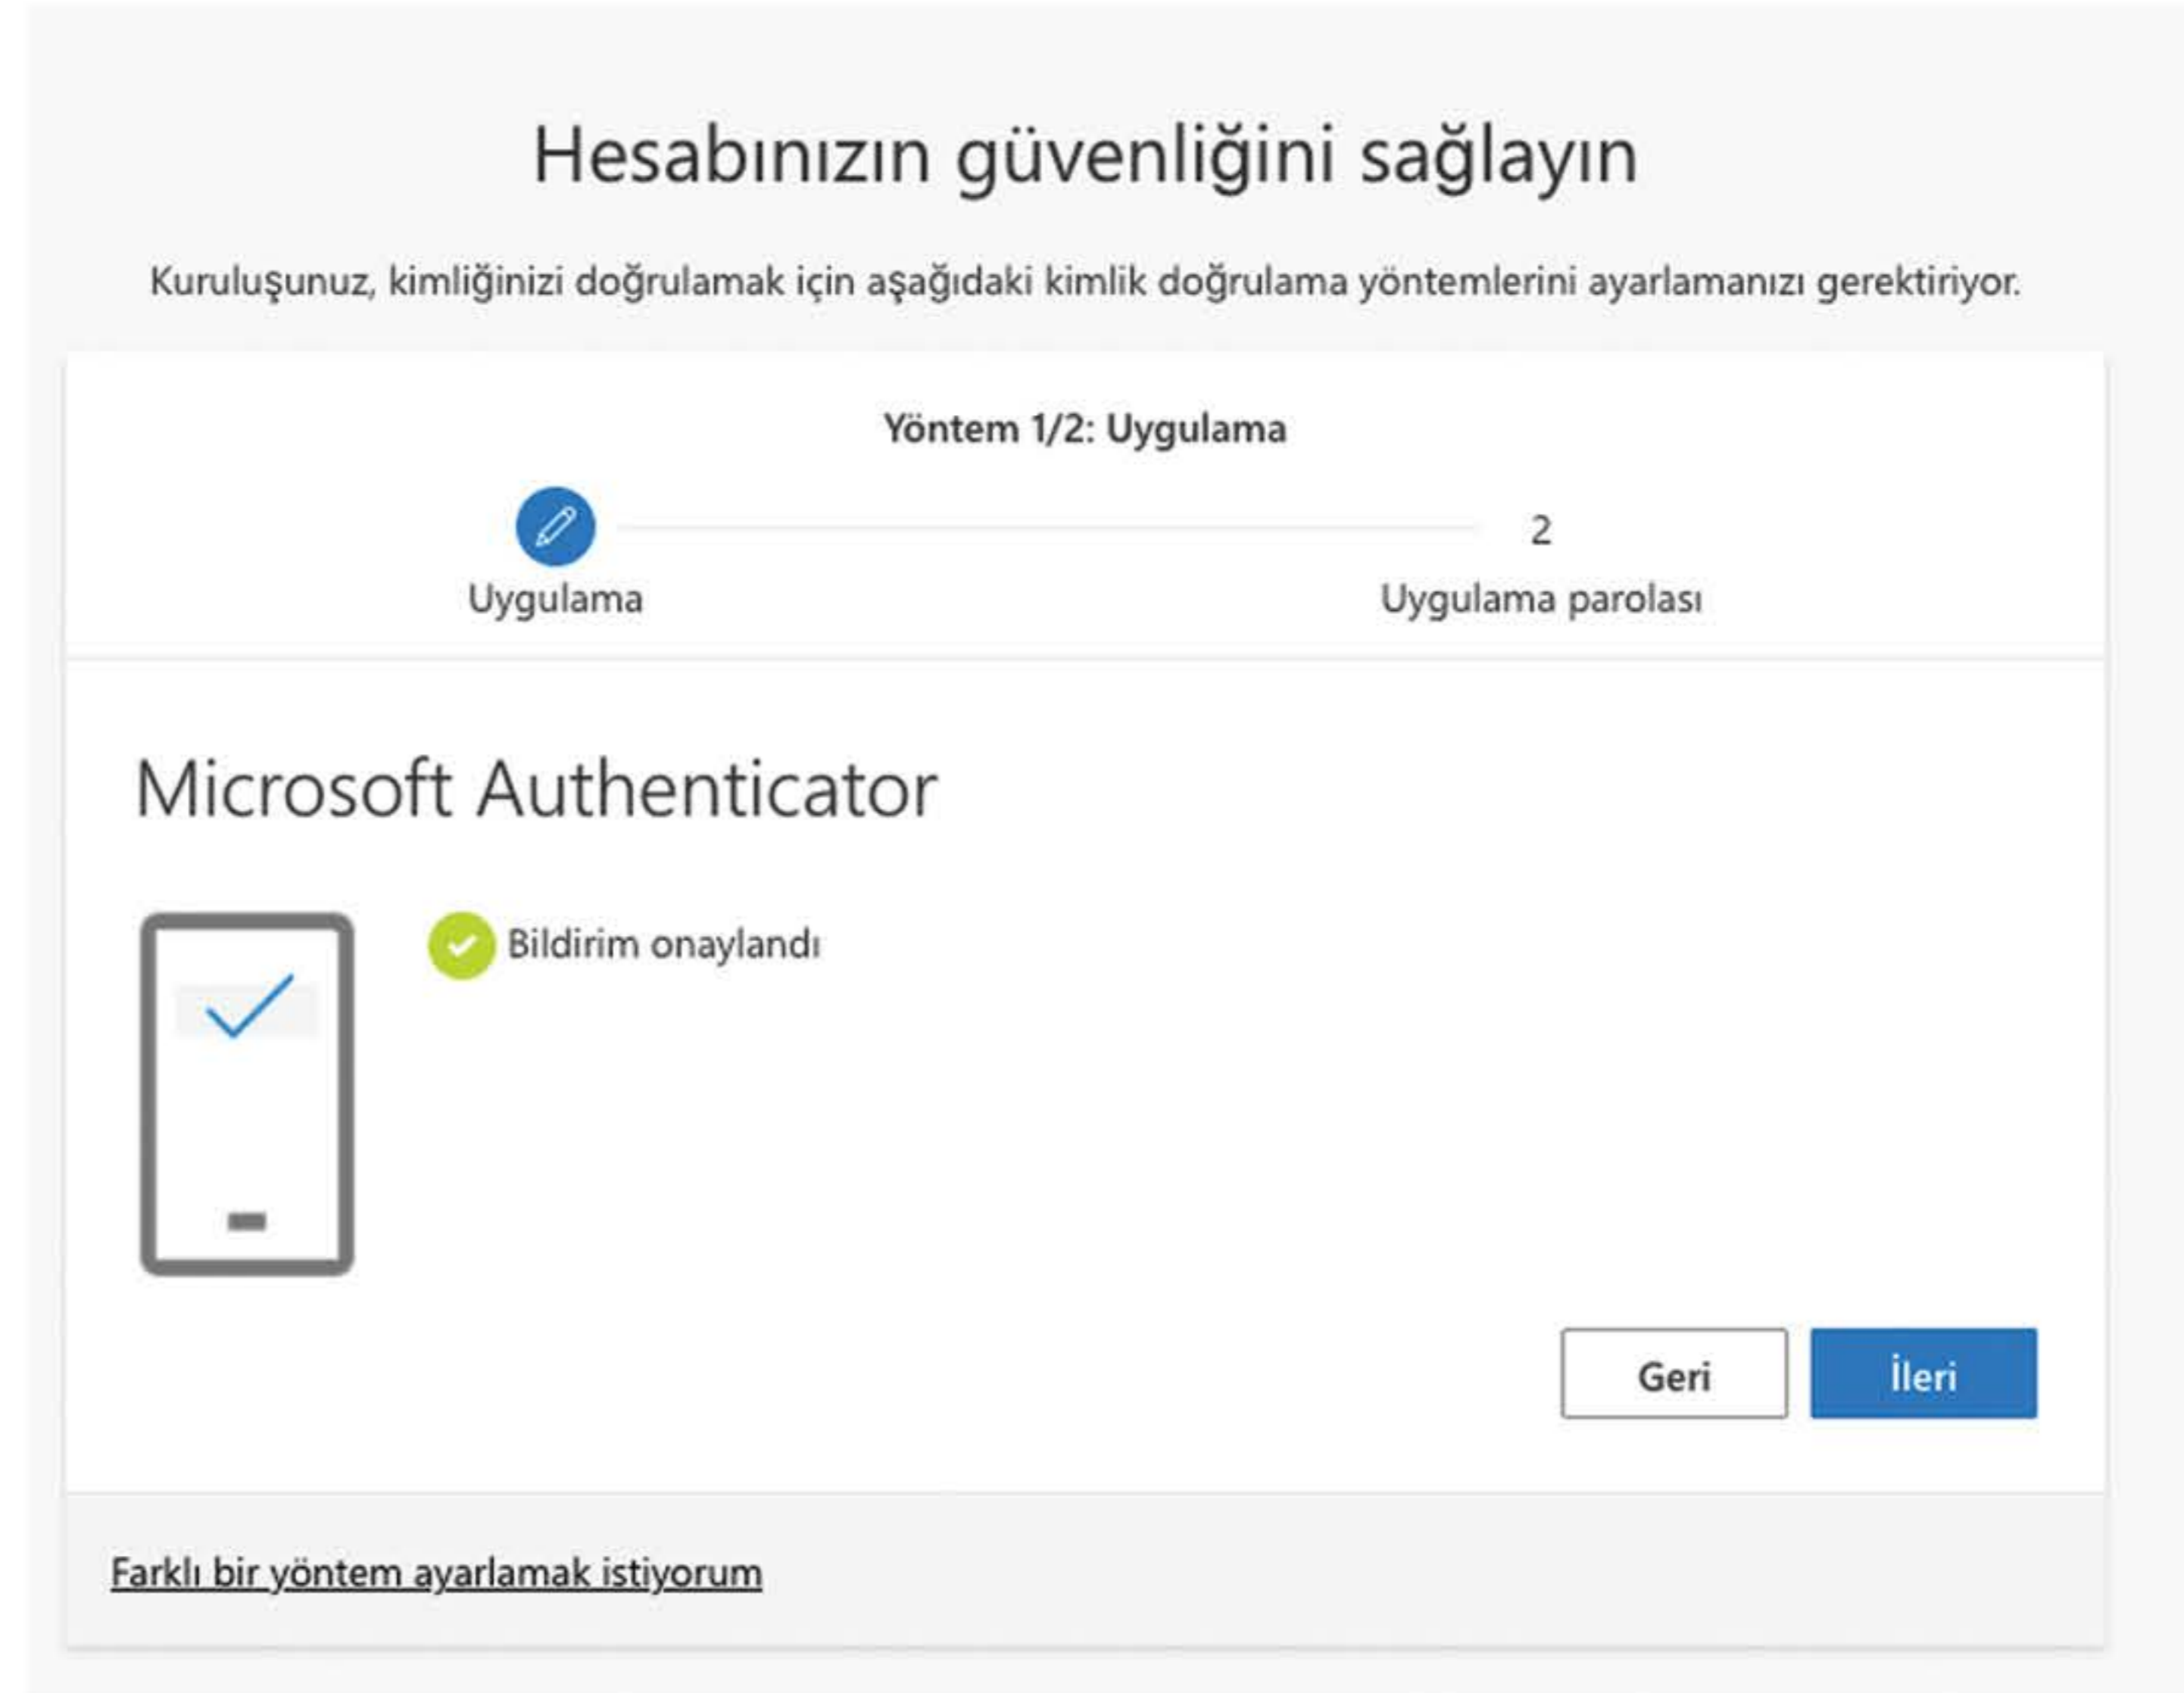 Hesabınızın güvenliğini sağlayın
Kuruluşunuz, kimliğinizi doğrulamak için aşağıdaki kimlik doğrulama yöntemlerini ayarlamanızı gerektiriyor.
Yöntem 1/2: Uygulama
2
Uygulama
Uygulama parolası
Microsoft Authenticator
Bildirim onaylandı
Geri
İleri
Farklı bir yöntem ayarlamak istiyorum